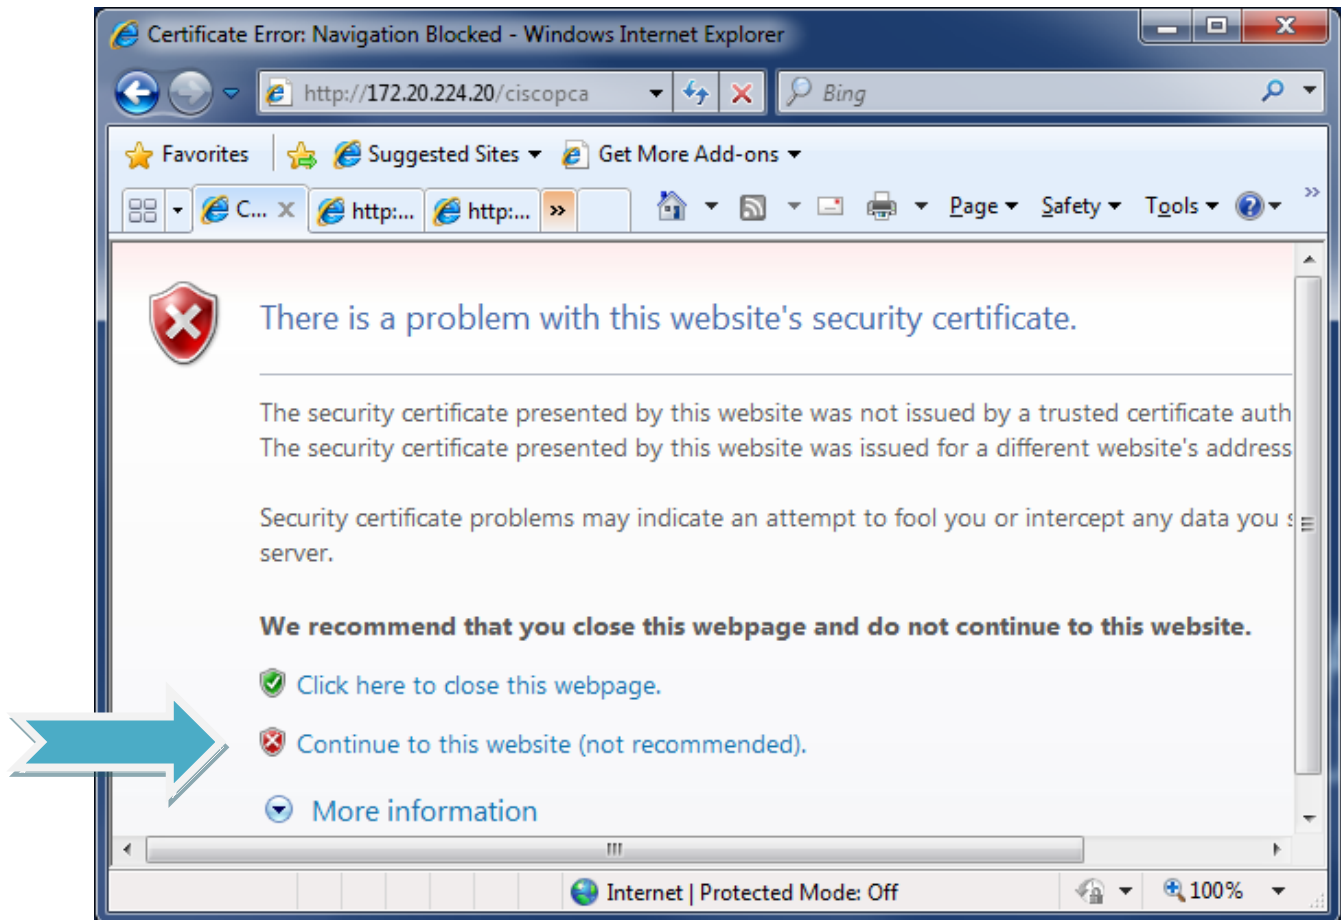 Certificate Error: Navigation Blocked - Windows Internet Explorer
http://172.20.224.20/ciscopca
Bing
Favorites
Suggested Sites
Get More Add-ons
C...
http:...
http:...
»
Page
Safety
Tools
»
There is a problem with this website's security certificate.
The security certificate presented by this website was not issued by a trusted certificate auth
The security certificate presented by this website was issued for a different website's address
Security certificate problems may indicate an attempt to fool you or intercept any data you s
server.
We recommend that you close this webpage and do not continue to this website.
Click here to close this webpage.
Continue to this website (not recommended).
More information
Internet | Protected Mode: Off
100%